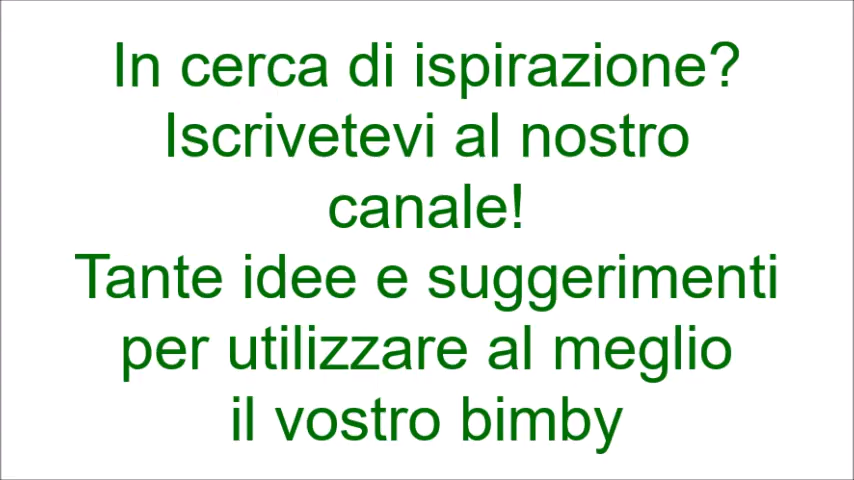 In cerca di ispirazione?
Iscrivetevi al nostro
canale!
Tante idee e suggerimenti
per utilizzare al meglio
il vostro bimby